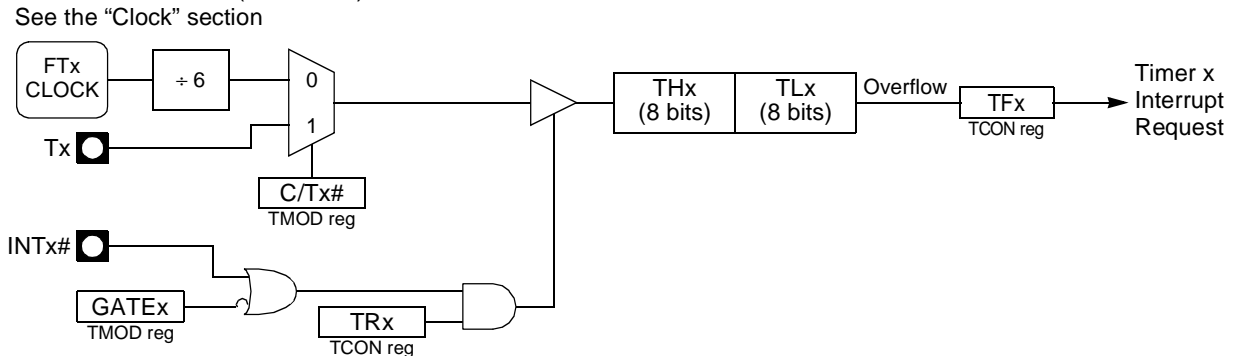 See the “Clock” section
FTx
CLOCK
÷ 6
0
1
Tx
C/Tx#
TMOD reg
THx
(8 bits)
TLx
(8 bits)
Overflow
TFx
TCON reg
Timer x
Interrupt
Request
INTx#
GATEx
TMOD reg
TRx
TCON reg